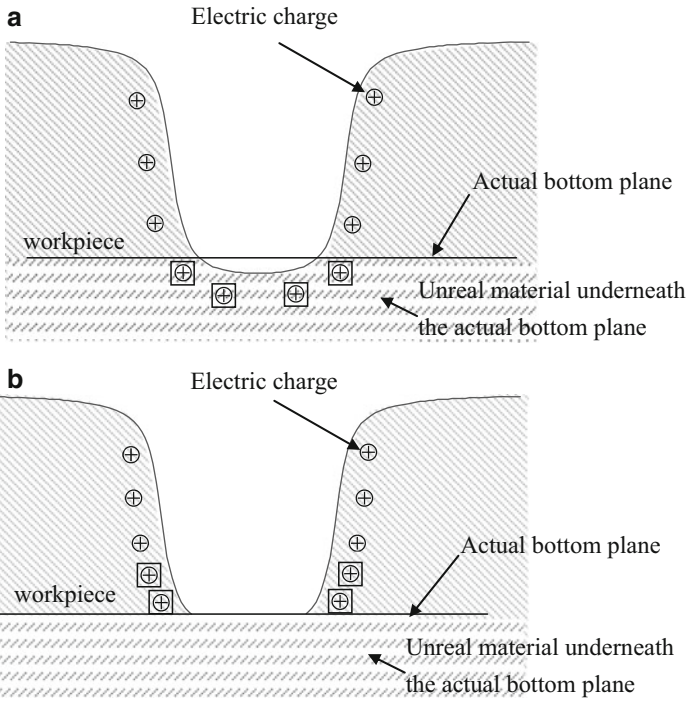 a
Electric charge
Actual bottom plane
workpiece
Unreal material underneath
the actual bottom plane
b
Electric charge
Actual bottom plane
workpiece
Unreal material underneath
the actual bottom plane